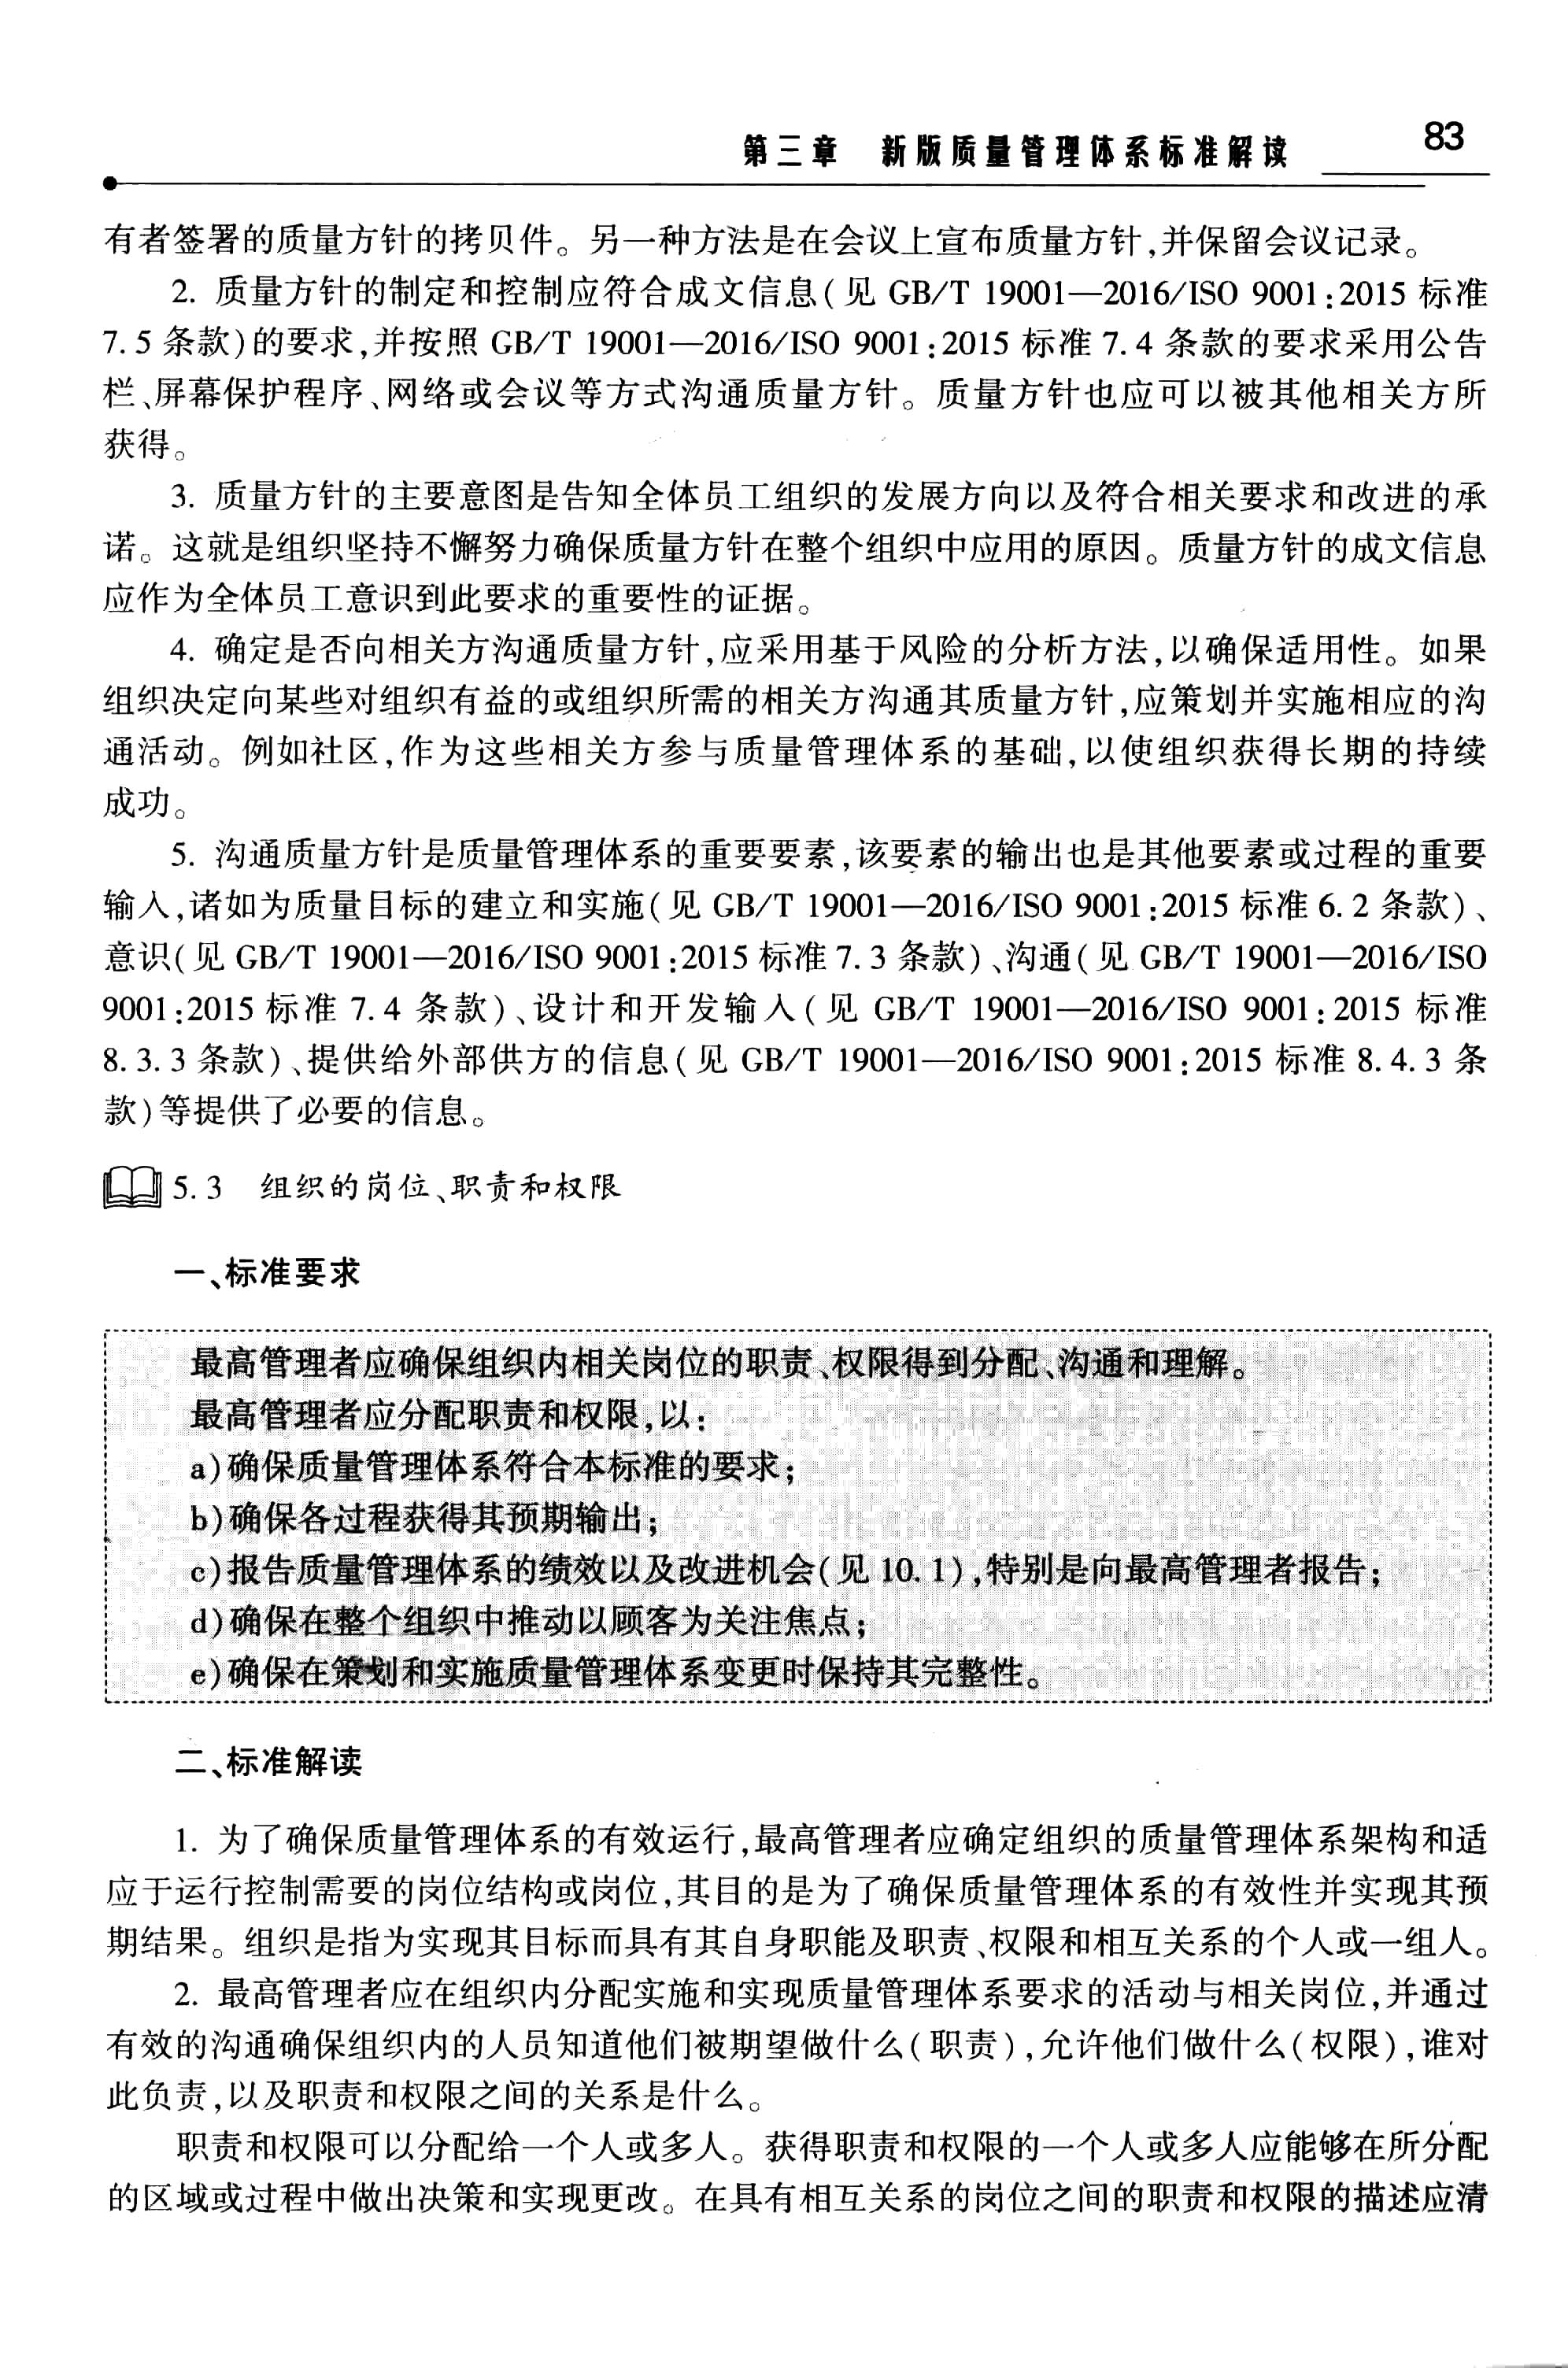 第三章 新版质量管理体系标准解读 83
有者签署的质量方针的拷贝件。另一种方法是在会议上宣布质量方针,并保留会议记录。
2. 质量方针的制定和控制应符合成文信息(见 GB/T 19001—2016/ISO 9001:2015 标准
7.5 条款)的要求,并按照 GB/T 19001—2016/ISO 9001:2015 标准 7.4 条款的要求采用公告
栏、屏幕保护程序、网络或会议等方式沟通质量方针。质量方针也应可以被其他相关方所
获得。
3. 质量方针的主要意图是告知全体员工组织的发展方向以及符合相关要求和改进的承
诺。这就是组织坚持不懈努力确保质量方针在整个组织中应用的原因。质量方针的成文信息
应作为全体员工意识到此要求的重要性的证据。
4. 确定是否向相关方沟通质量方针,应采用基于风险的分析方法,以确保适用性。如果
组织决定向某些对组织有益的或组织所需的相关方沟通其质量方针,应策划并实施相应的沟
通活动。例如社区,作为这些相关方参与质量管理体系的基础,以使组织获得长期的持续
成功。
5. 沟通质量方针是质量管理体系的重要要素,该要素的输出也是其他要素或过程的重要
输入,诸如为质量目标的建立和实施(见 GB/T 19001—2016/ISO 9001:2015 标准 6.2 条款)、
意识(见 GB/T 19001—2016/ISO 9001:2015 标准 7.3 条款)、沟通(见 GB/T 19001—2016/ISO
9001:2015 标准 7.4 条款)、设计和开发输入(见 GB/T 19001—2016/ISO 9001:2015 标准
8.3.3 条款)、提供给外部供方的信息(见 GB/T 19001—2016/ISO 9001:2015 标准 8.4.3 条
款)等提供了必要的信息。
5.3 组织的岗位、职责和权限
一、标准要求
最高管理者应确保组织内相关岗位的职责、权限得到分配、沟通和理解。
最高管理者应分配职责和权限,以:
a)确保质量管理体系符合本标准的要求;
b)确保各过程获得其预期输出;
c)报告质量管理体系的绩效以及改进机会(见 10.1),特别是向最高管理者报告;
d)确保在整个组织中推动以顾客为关注焦点;
e)确保在策划和实施质量管理体系变更时保持其完整性。
二、标准解读
1. 为了确保质量管理体系的有效运行,最高管理者应确定组织的质量管理体系架构和适
应于运行控制需要的岗位结构或岗位,其目的是为了确保质量管理体系的有效性并实现其预
期结果。组织是指为实现其目标而具有其自身职能及职责、权限和相互关系的个人或一组人。
2. 最高管理者应在组织内分配实施和实现质量管理体系要求的活动与相关岗位,并通过
有效的沟通确保组织内的人员知道他们被期望做什么(职责),允许他们做什么(权限),谁对
此负责,以及职责和权限之间的关系是什么。
职责和权限可以分配给一个人或多人。获得职责和权限的一个人或多人应能够在所分配
的区域或过程中做出决策和实现更改。在具有相互关系的岗位之间的职责和权限的描述应清